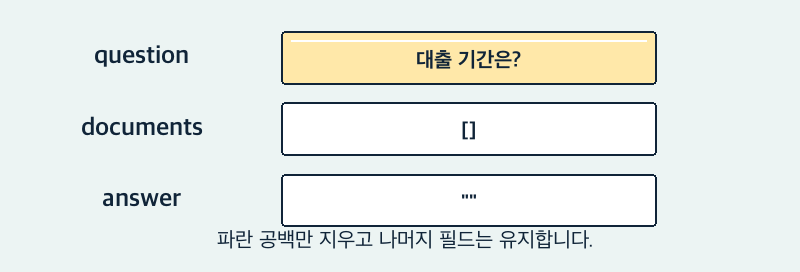 question 대출 기간은?
documents []
answer ""
파란 공백만 지우고 나머지 필드는 유지합니다.